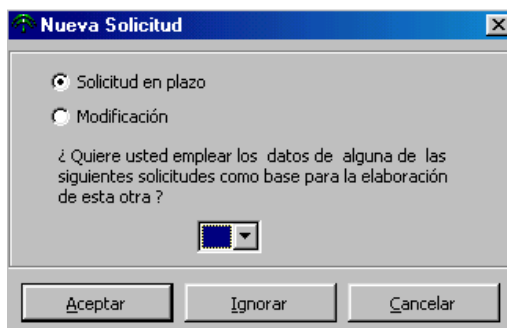 Nueva Solicitud
Solicitud en plazo
Modificación
¿ Quiere usted emplear los datos de alguna de las
siguientes solicitudes como base para la elaboración
de esta otra ?
Aceptar
Ignorar
Cancelar